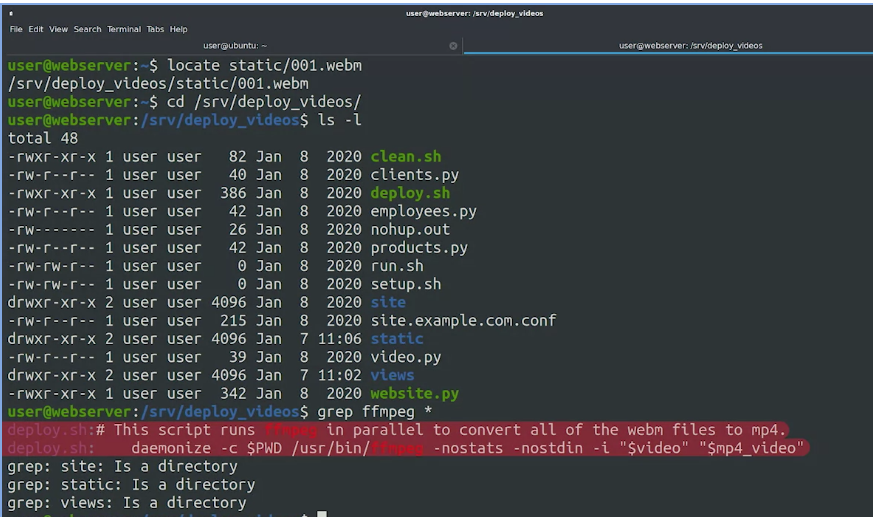 user@webserver: /srv/deploy_videos
File Edit View Search Terminal Tabs Help
user@ubuntu: ~
user@webserver: /srv/deploy_videos
user@webserver:~$ locate static/001.webm
/srv/deploy_videos/static/001.webm
user@webserver:~$ cd /srv/deploy_videos/
user@webserver:/srv/deploy_videos$ ls -l
total 48
-rwxr-xr-x 1 user user   82 Jan  8  2020 clean.sh
-rw-r--r-- 1 user user   40 Jan  8  2020 clients.py
-rwxr-xr-x 1 user user  386 Jan  8  2020 deploy.sh
-rw-r--r-- 1 user user   42 Jan  8  2020 employees.py
-rw------- 1 user user   26 Jan  8  2020 nohup.out
-rw-r--r-- 1 user user   42 Jan  8  2020 products.py
-rw-rw-r-- 1 user user    0 Jan  8  2020 run.sh
-rw-rw-r-- 1 user user    0 Jan  8  2020 setup.sh
drwxr-xr-x 2 user user 4096 Jan  8  2020 site
-rw-r--r-- 1 user user  215 Jan  8  2020 site.example.com.conf
drwxr-xr-x 2 user user 4096 Jan  7 11:06 static
-rw-r--r-- 1 user user   39 Jan  8  2020 video.py
drwxr-xr-x 2 user user 4096 Jan  7 11:02 views
-rwxr-xr-x 1 user user  342 Jan  8  2020 website.py
user@webserver:/srv/deploy_videos$ grep ffmpeg *
deploy.sh:# This script runs ffmpeg in parallel to convert all of the webm files to mp4.
deploy.sh:    daemonize -c $PWD /usr/bin/ffmpeg -nostats -nostdin -i "$video" "$mp4_video"
grep: site: Is a directory
grep: static: Is a directory
grep: views: Is a directory